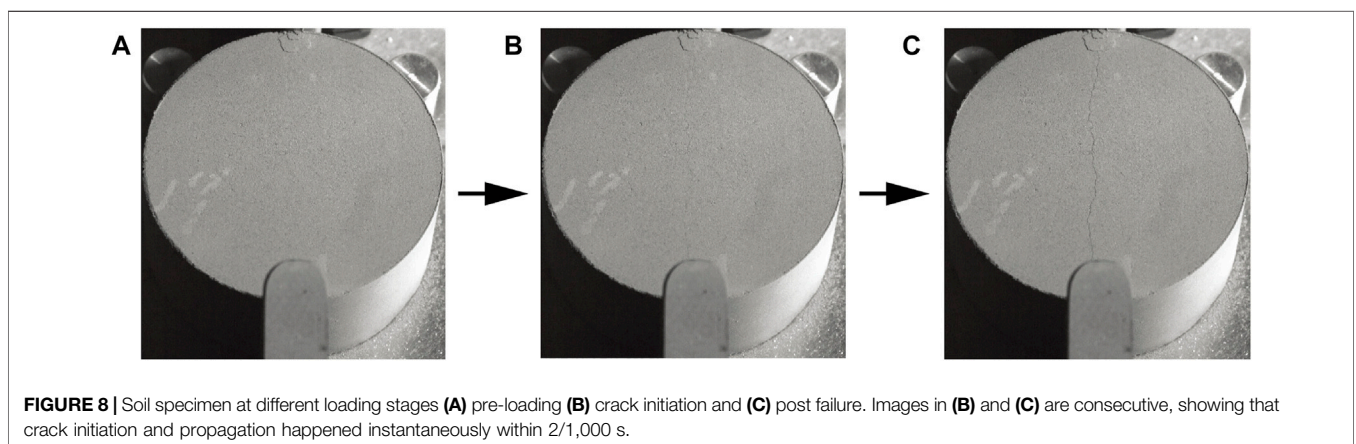 A
B
C
FIGURE 8 | Soil specimen at different loading stages (A) pre-loading (B) crack initiation and (C) post failure. Images in (B) and (C) are consecutive, showing that
crack initiation and propagation happened instantaneously within 2/1,000 s.